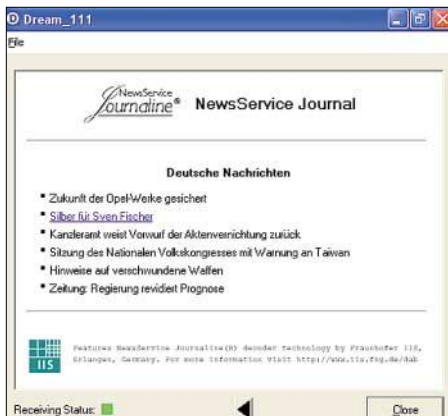 Dream_111
File
NewsService
Journaline® NewsService Journal
Deutsche Nachrichten
Zukunft der Opel-Werke gesichert
Silber für Sven Fischer
Kanzleramt weist Vorwurf der Aktenvernichtung zurück
Sitzung des Nationalen Volkskongresses mit Warnung an Taiwan
Hinweise auf verschwundene Waffen
Zeitung: Regierung revidiert Prognose
Features NewsService Journaline(R) decoder technology by Fraunhofer IIS,
Erlangen, Germany. For more information visit http://www.iis.fhg.de/dab
IIS
Receiving Status:
Close